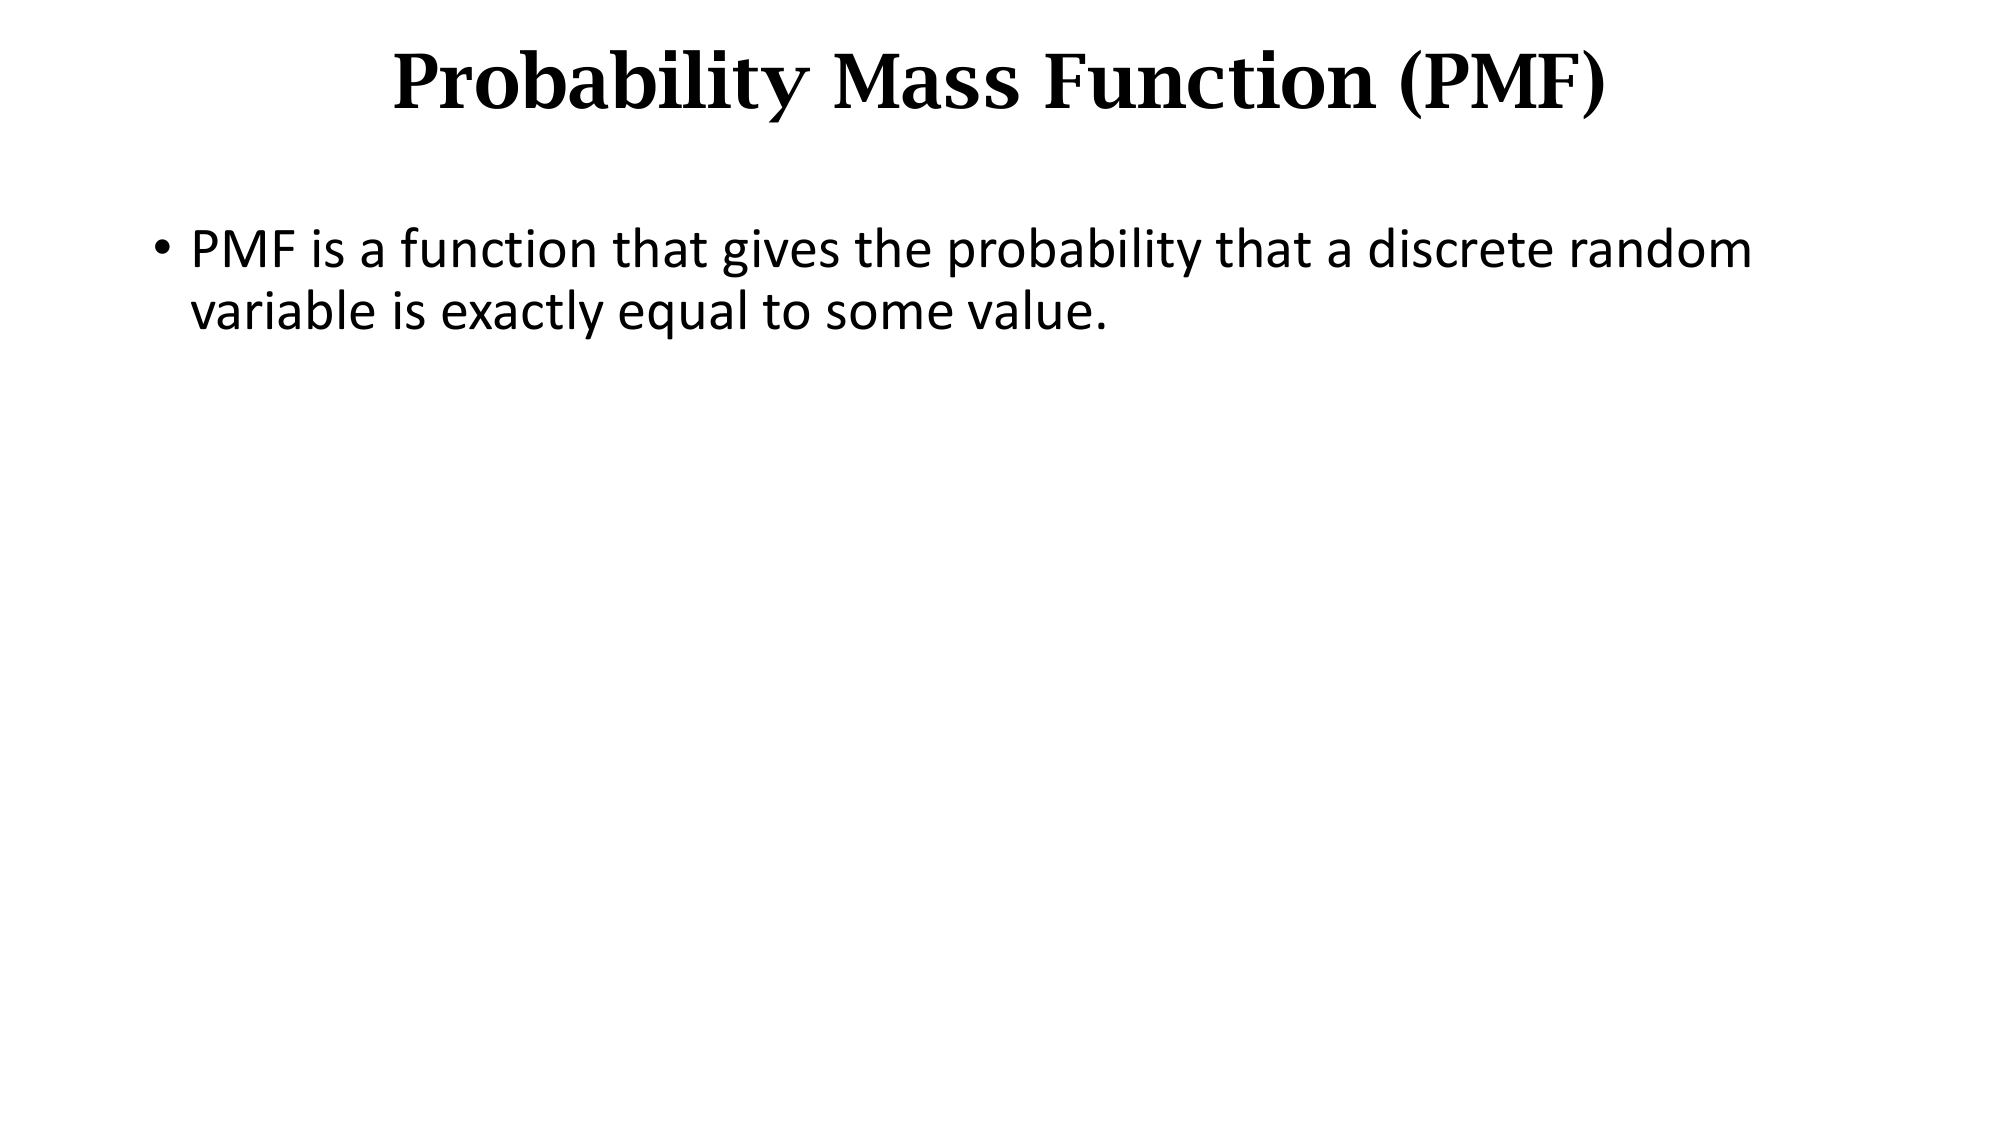 Probability Mass Function (PMF)
• PMF is a function that gives the probability that a discrete random
variable is exactly equal to some value.